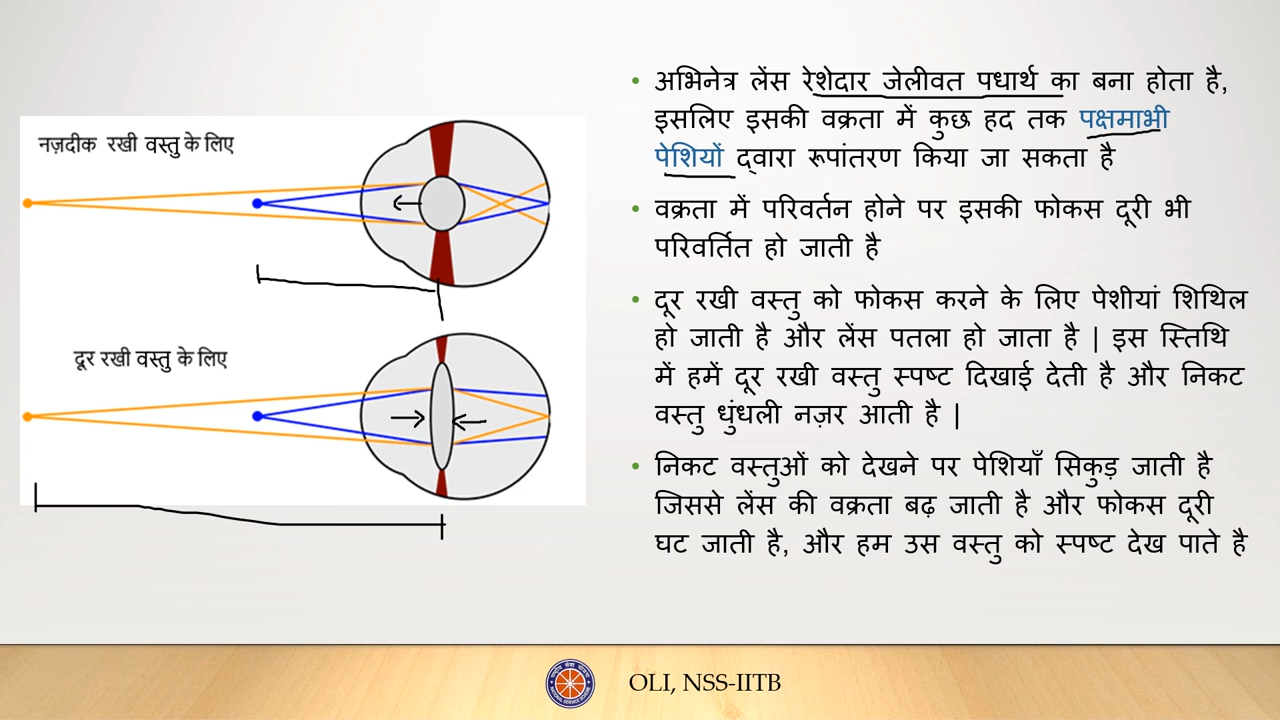 नज़दीक रखी वस्तु के लिए
दूर रखी वस्तु के लिए
• अभिनेत्र लेंस रेशेदार जेलीवत पधार्थ का बना होता है,
इसलिए इसकी वक्रता में कुछ हद तक पक्षमाभी
पेशियों द्वारा रूपांतरण किया जा सकता है
• वक्रता में परिवर्तन होने पर इसकी फोकस दूरी भी
परिवर्तित हो जाती है
• दूर रखी वस्तु को फोकस करने के लिए पेशीयां शिथिल
हो जाती है और लेंस पतला हो जाता है | इस स्तिथि
में हमें दूर रखी वस्तु स्पष्ट दिखाई देती है और निकट
वस्तु धुंधली नज़र आती है |
• निकट वस्तुओं को देखने पर पेशियाँ सिकुड़ जाती है
जिससे लेंस की वक्रता बढ़ जाती है और फोकस दूरी
घट जाती है, और हम उस वस्तु को स्पष्ट देख पाते है
OLI, NSS-IITB